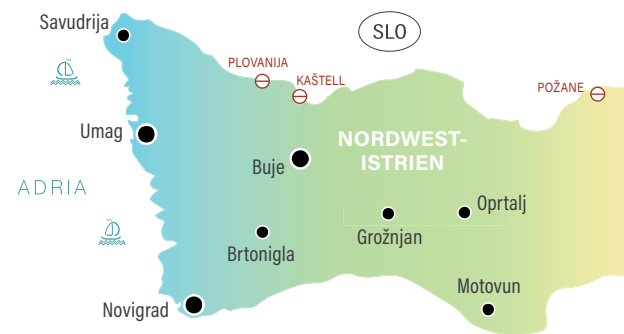 Savudrija
SLO
PLOVANIJA
KAŠTELL
POŽANE
Umag
NORDWEST-
ISTRIEN
Buje
ADRIA
Oprtalj
Grožnjan
Brtonigla
Motovun
Novigrad